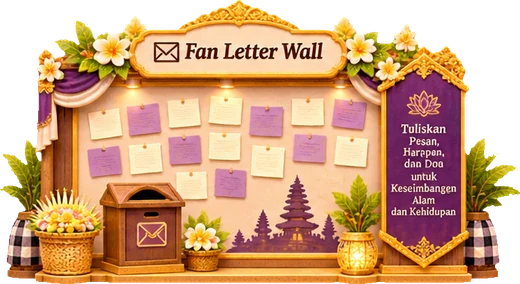 Fan Letter Wall
Tuliskan
Pesan,
Harapan,
dan Doa
untuk
Keseimbangan
Alam
dan Kehidupan